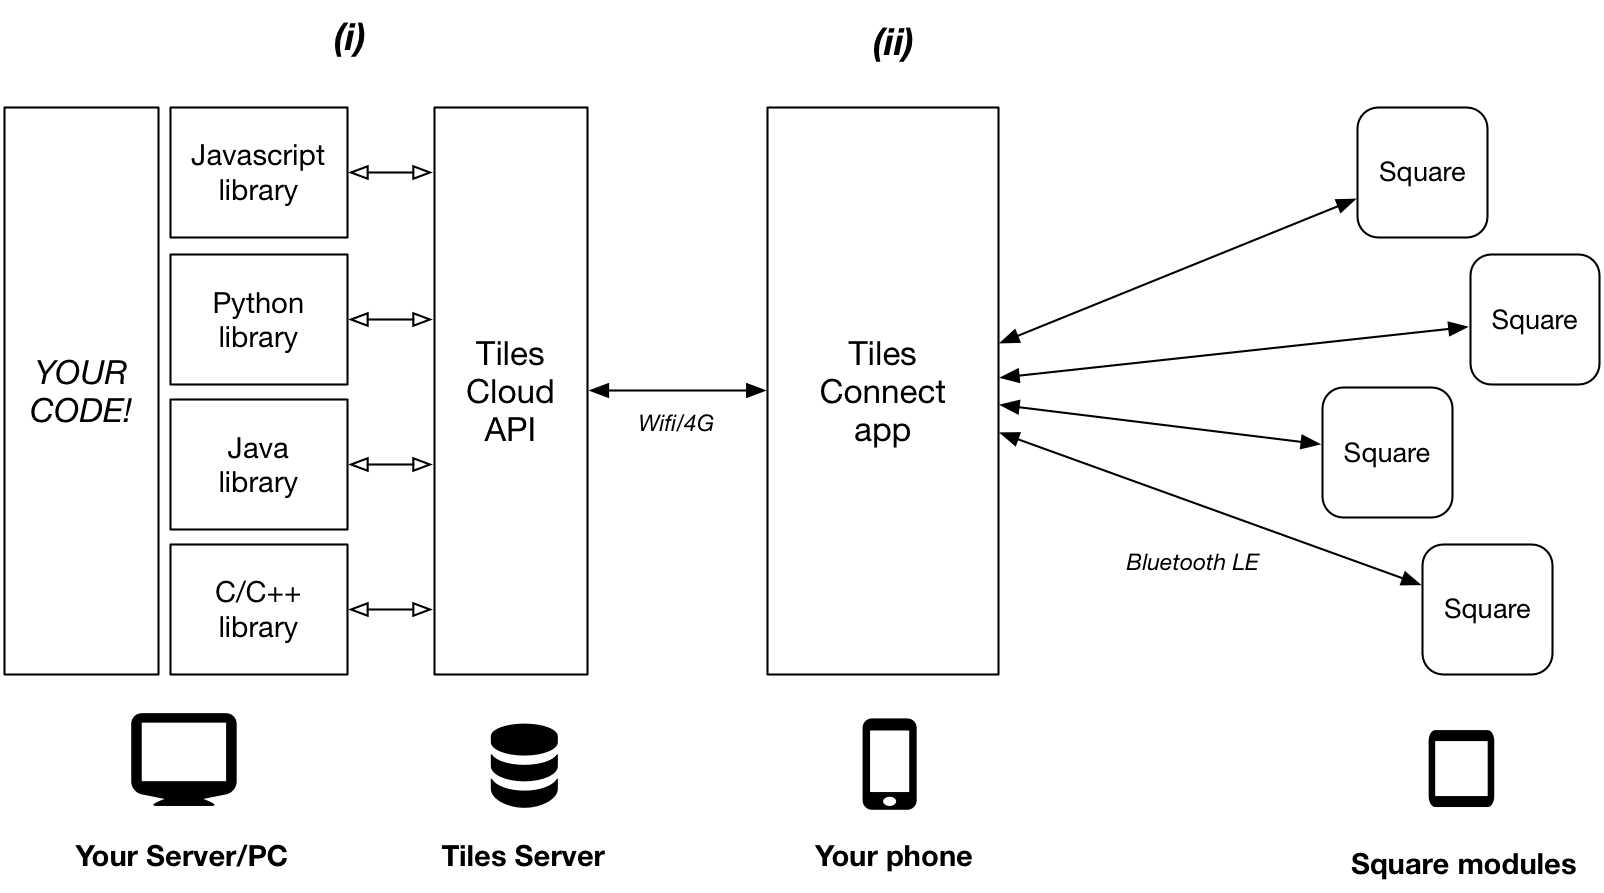 (i)
(ii)
YOUR
CODE!
Javascript
library
Python
library
Java
library
C/C++
library
Tiles
Cloud
API
Wifi/4G
Tiles
Connect
app
Bluetooth LE
Square
Square
Square
Square
Your Server/PC
Tiles Server
Your phone
Square modules